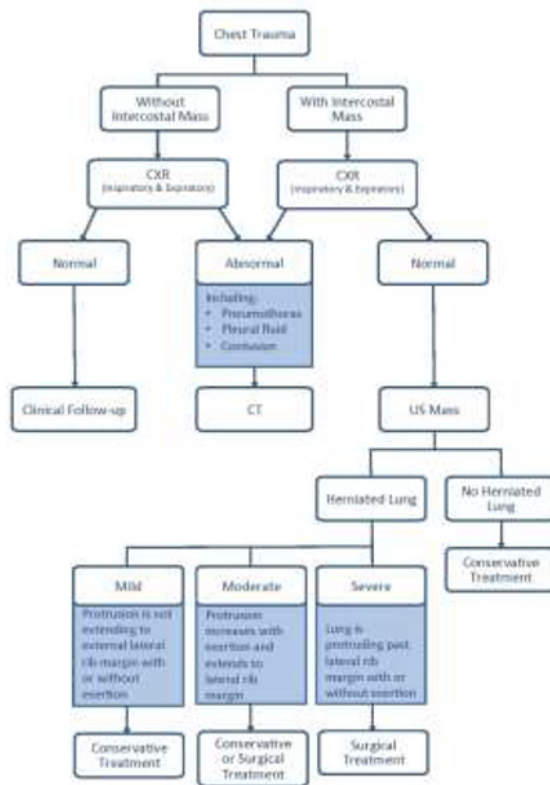 Chest Trauma
Without
Intercostal Mass
With Intercostal
Mass
CXR
(Inspiratory & Expiratory)
CXR
(Inspiratory & Expiratory)
Normal
Abnormal
Normal
Including:
• Pneumothorax
• Pleural fluid
• Contusion
Clinical Follow-up
CT
US Mass
Herniated Lung
No Herniated
Lung
Conservative
Treatment
Mild
Moderate
Severe
Protrusion is not
extending to
external lateral
rib margin with
or without
exertion
Protrusion
increases with
exertion and
extends to
lateral rib
margin
Lung is
protruding past
lateral rib
margin with or
without exertion
Conservative
Treatment
Conservative
or Surgical
Treatment
Surgical
Treatment